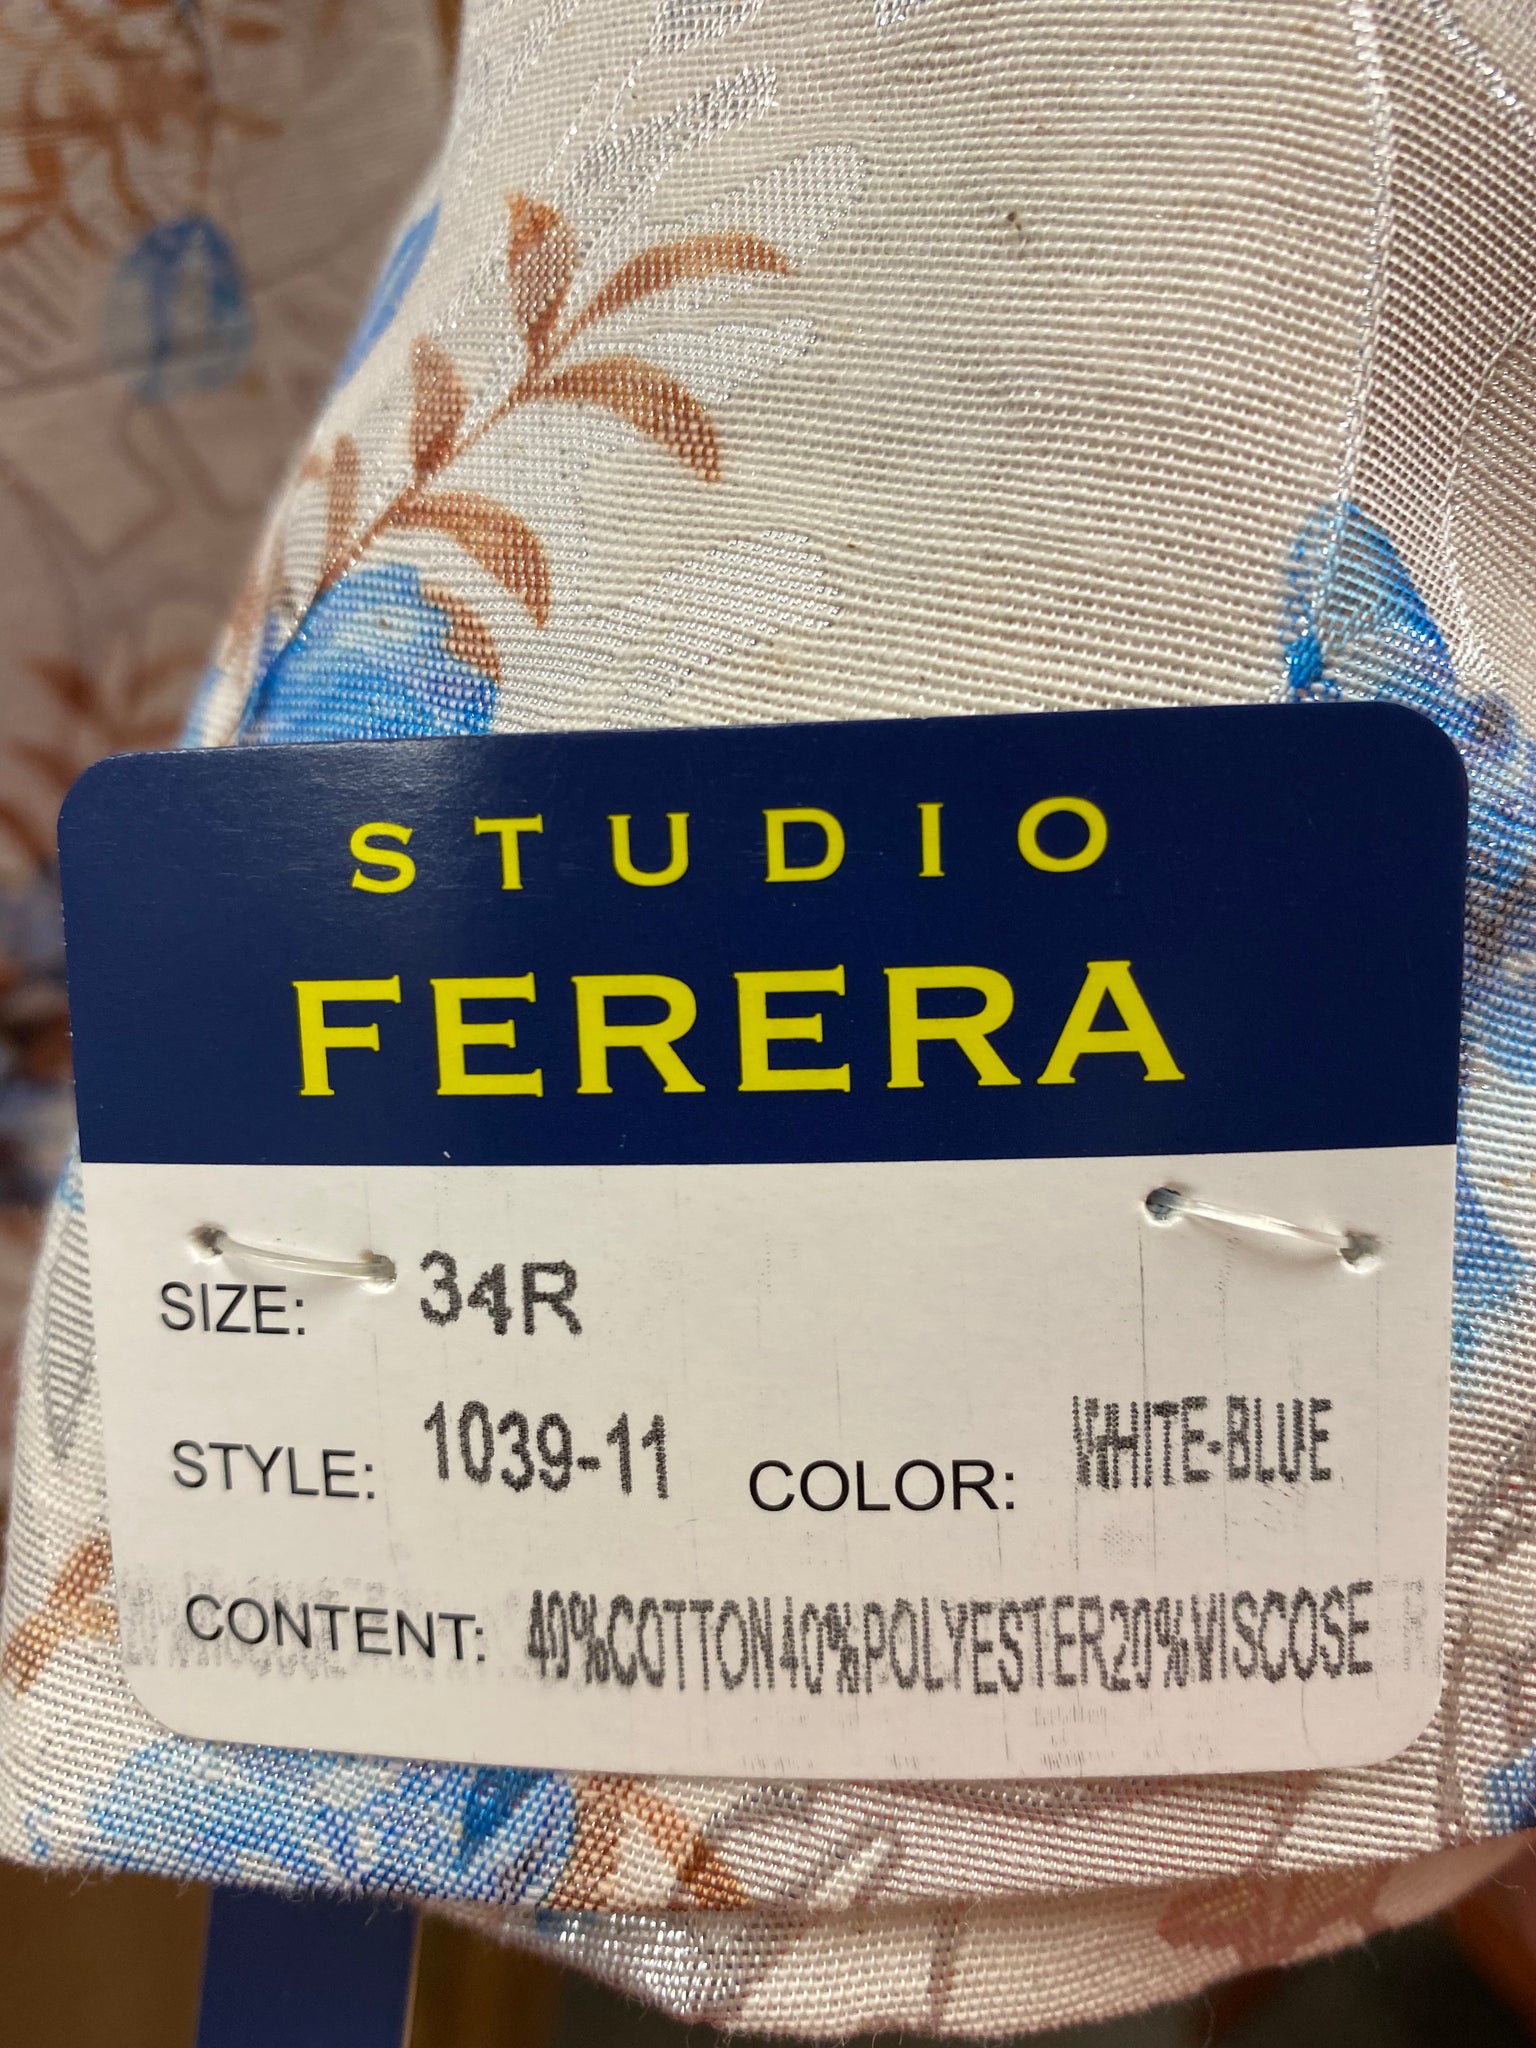 STUDIO
FERERA
SIZE: 34R
STYLE: 1039-11 COLOR: WHITE-BLUE
CONTENT: 40%COTTON40%POLYESTER20%VISCOSE